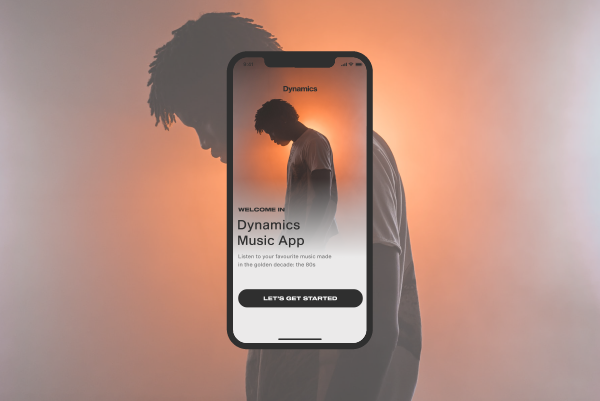 Dynamics
WELCOME IN
Dynamics
Music App
Listen to your favourite music made
in the golden decade: the 80s
LET'S GET STARTED